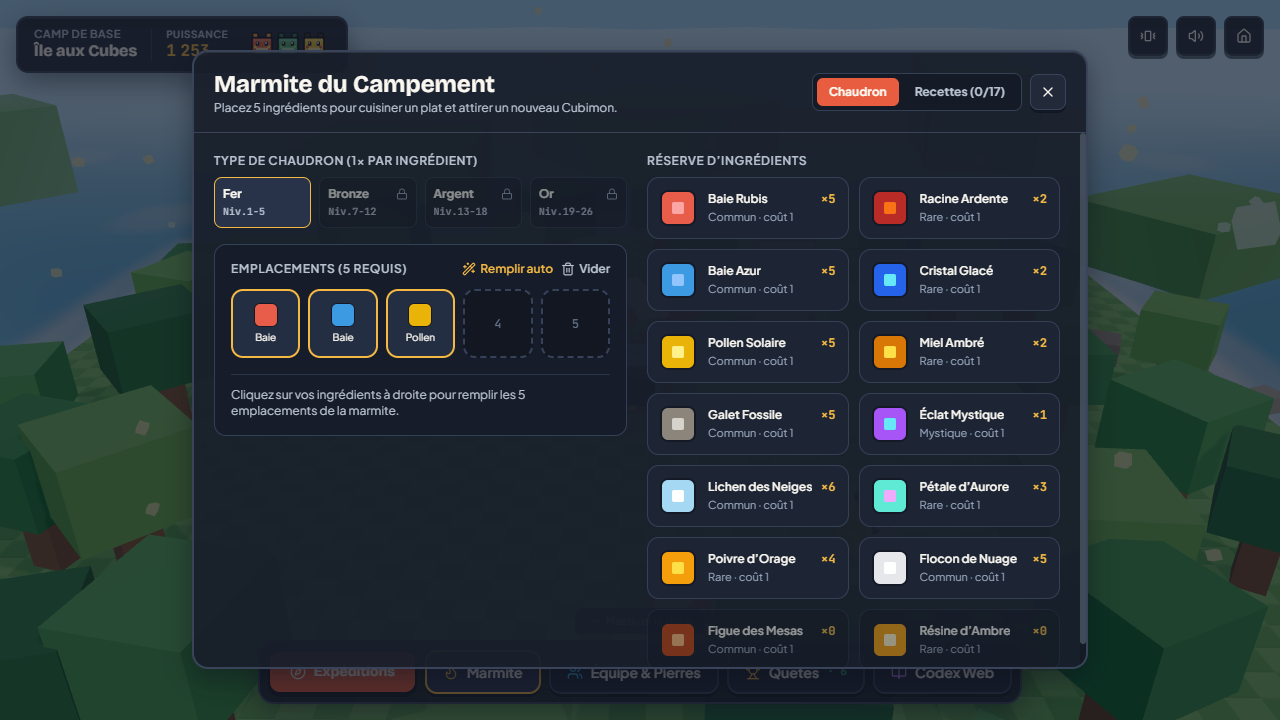 CAMP DE BASE
Île aux Cubes
PUISSANCE
1 253
Marmite du Campement
Placez 5 ingrédients pour cuisiner un plat et attirer un nouveau Cubimon.
Chaudron
Recettes (0/17)
TYPE DE CHAUDRON (1× PAR INGRÉDIENT)
Fer
Niv.1-5
Bronze
Niv.7-12
Argent
Niv.13-18
Or
Niv.19-26
EMPLACEMENTS (5 REQUIS)
Remplir auto
Vider
Baie
Baie
Pollen
4
5
Cliquez sur vos ingrédients à droite pour remplir les 5
emplacements de la marmite.
RÉSERVE D’INGRÉDIENTS
Baie Rubis ×5
Commun · coût 1
Racine Ardente ×2
Rare · coût 1
Baie Azur ×5
Commun · coût 1
Cristal Glacé ×2
Rare · coût 1
Pollen Solaire ×5
Commun · coût 1
Miel Ambré ×2
Rare · coût 1
Galet Fossile ×5
Commun · coût 1
Éclat Mystique ×1
Mystique · coût 1
Lichen des Neiges ×6
Commun · coût 1
Pétale d’Aurore ×3
Rare · coût 1
Poivre d’Orage ×4
Rare · coût 1
Flocon de Nuage ×5
Commun · coût 1
Figue des Mesas ×0
Commun · coût 1
Résine d’Ambre ×0
Rare · coût 1
Expéditions
Marmite
Équipe & Pierres
Quêtes
Codex Web